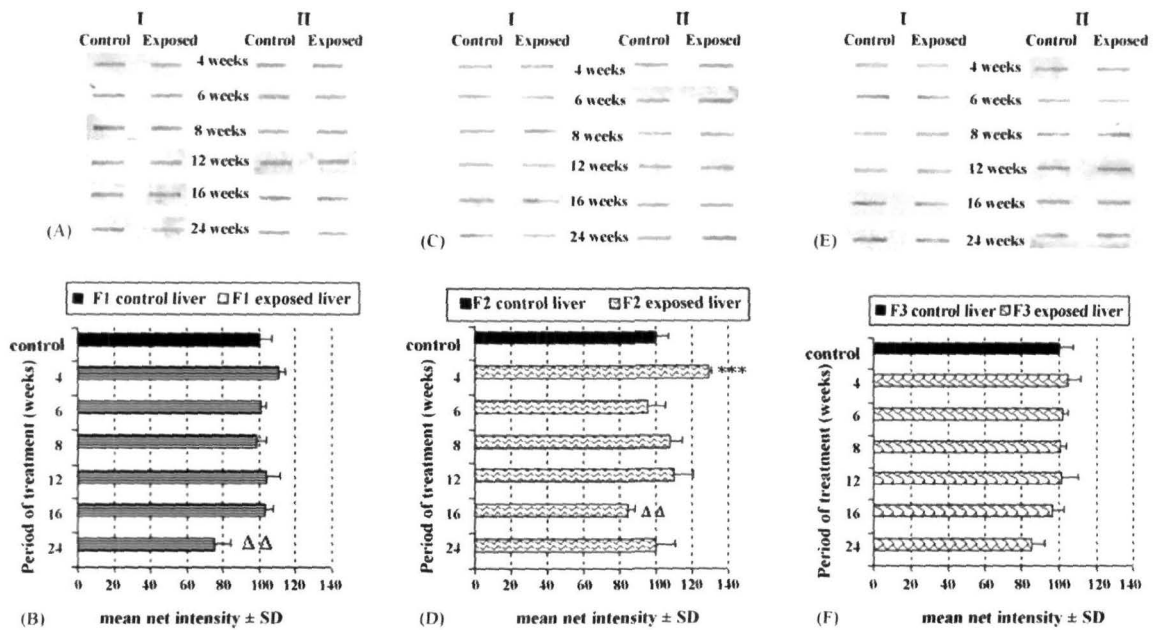 I II
Control Exposed Control Exposed
4 weeks
6 weeks
8 weeks
12 weeks
16 weeks
24 weeks
(A)
I II
Control Exposed Control Exposed
4 weeks
6 weeks
8 weeks
12 weeks
16 weeks
24 weeks
(C)
I II
Control Exposed Control Exposed
4 weeks
6 weeks
8 weeks
12 weeks
16 weeks
24 weeks
(E)
F1 control liver F1 exposed liver
Period of treatment (weeks)
control
4
6
8
12
16
24 Δ Δ
0 20 40 60 80 100 120 140
(B) mean net intensity ± SD
F2 control liver F2 exposed liver
Period of treatment (weeks)
control
4 ***
6
8
12
16 Δ Δ
24
0 20 40 60 80 100 120 140
(D) mean net intensity ± SD
F3 control liver F3 exposed liver
Period of treatment (weeks)
control
4
6
8
12
16
24
0 20 40 60 80 100 120 140
(F) mean net intensity ± SD